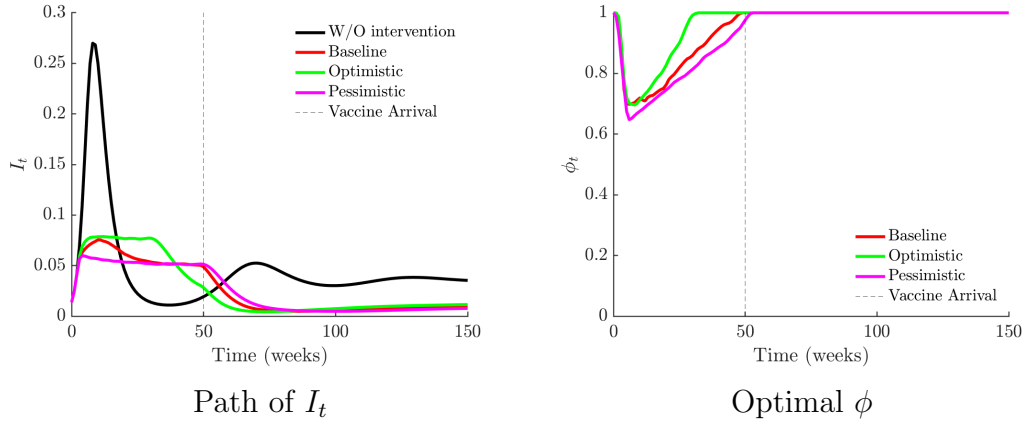 0.3
0.25
0.2
0.15
0.1
0.05
0
I_t
0
50
100
150
Time (weeks)
W/O intervention
Baseline
Optimistic
Pessimistic
Vaccine Arrival
Path of I_t
1
0.8
0.6
0.4
0.2
0
ϕ_t
0
50
100
150
Time (weeks)
Baseline
Optimistic
Pessimistic
Vaccine Arrival
Optimal ϕ